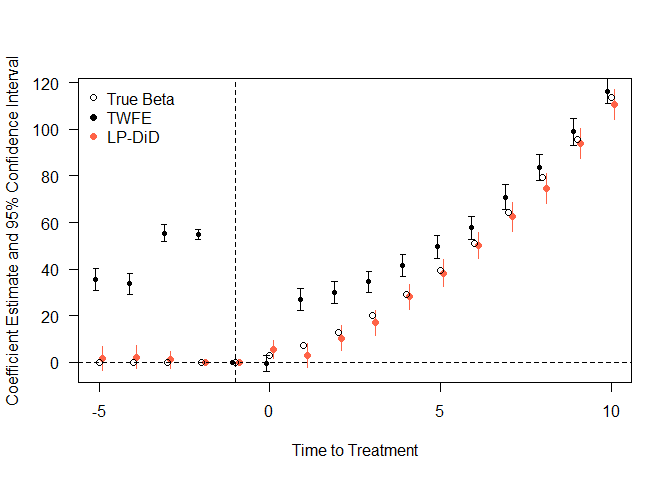 True Beta
TWFE
LP-DiD
Coefficient Estimate and 95% Confidence Interval
120
100
80
60
40
20
0
-5
0
5
10
Time to Treatment